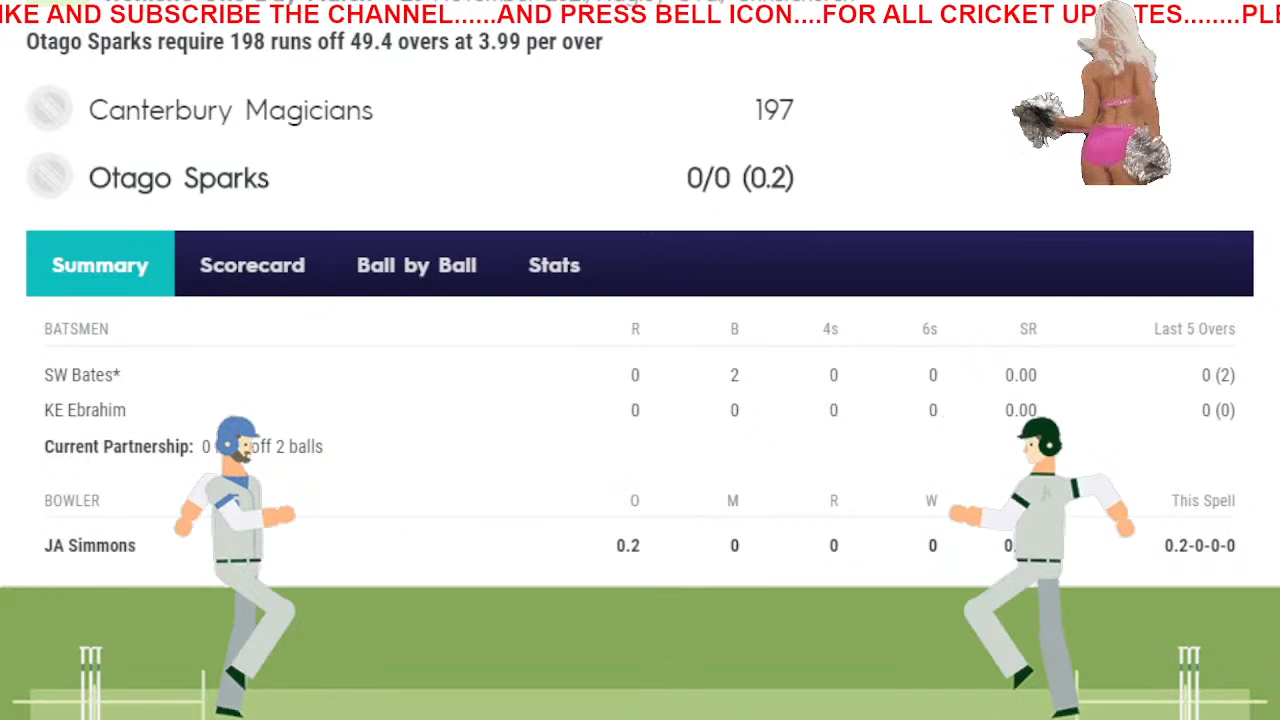 IKE AND SUBSCRIBE THE CHANNEL......AND PRESS BELL ICON....FOR ALL CRICKET UP TES........PLE
Otago Sparks require 198 runs off 49.4 overs at 3.99 per over
Canterbury Magicians 197
Otago Sparks 0/0 (0.2)
Summary Scorecard Ball by Ball Stats
BATSMEN R B 4s 6s SR Last 5 Overs
SW Bates* 0 2 0 0 0.00 0 (2)
KE Ebrahim 0 0 0 0 0.00 0 (0)
Current Partnership: 0 off 2 balls
BOWLER O M R W This Spell
JA Simmons 0.2 0 0 0 0. 0.2-0-0-0